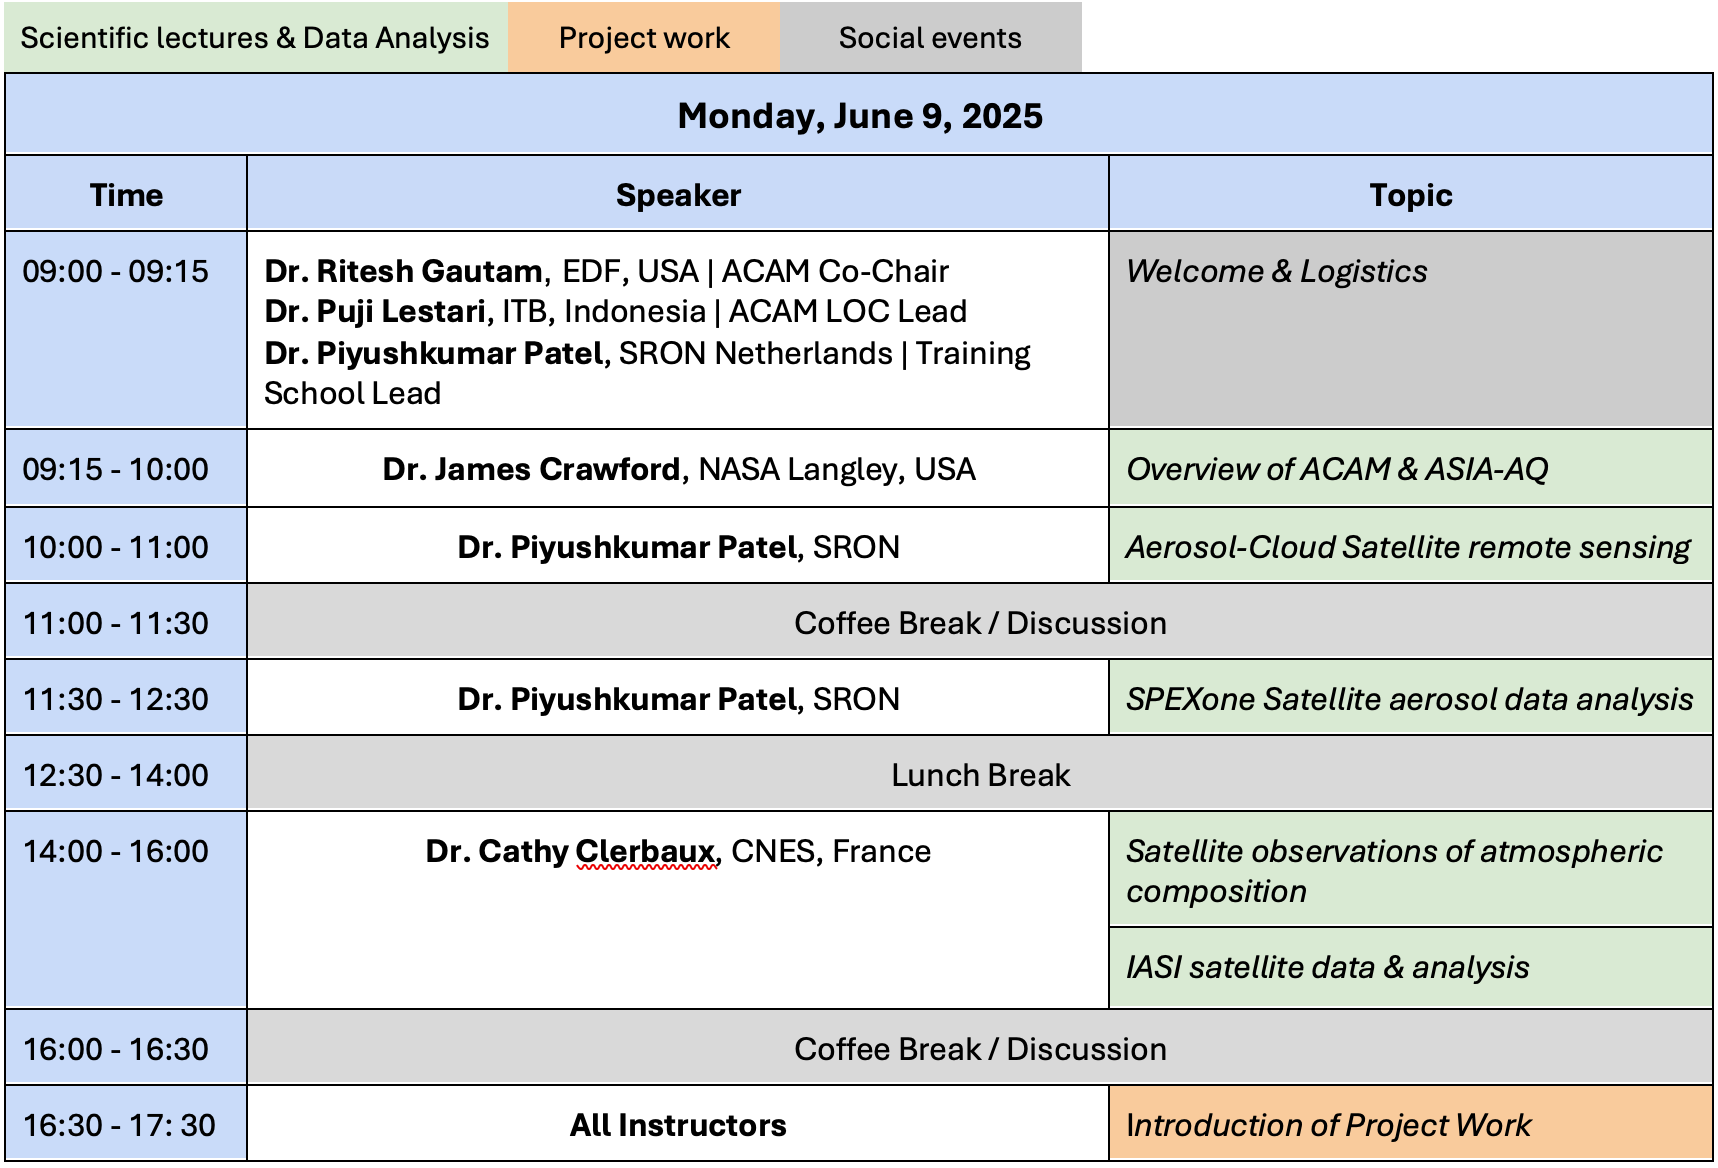 Scientific lectures & Data Analysis Project work Social events
Monday, June 9, 2025
Time Speaker Topic
09:00 - 09:15 Dr. Ritesh Gautam, EDF, USA | ACAM Co-Chair Welcome & Logistics
Dr. Puji Lestari, ITB, Indonesia | ACAM LOC Lead
Dr. Piyushkumar Patel, SRON Netherlands | Training
School Lead
09:15 - 10:00 Dr. James Crawford, NASA Langley, USA Overview of ACAM & ASIA-AQ
10:00 - 11:00 Dr. Piyushkumar Patel, SRON Aerosol-Cloud Satellite remote sensing
11:00 - 11:30 Coffee Break / Discussion
11:30 - 12:30 Dr. Piyushkumar Patel, SRON SPEXone Satellite aerosol data analysis
12:30 - 14:00 Lunch Break
14:00 - 16:00 Dr. Cathy Clerbaux, CNES, France Satellite observations of atmospheric
composition
IASI satellite data & analysis
16:00 - 16:30 Coffee Break / Discussion
16:30 - 17: 30 All Instructors Introduction of Project Work